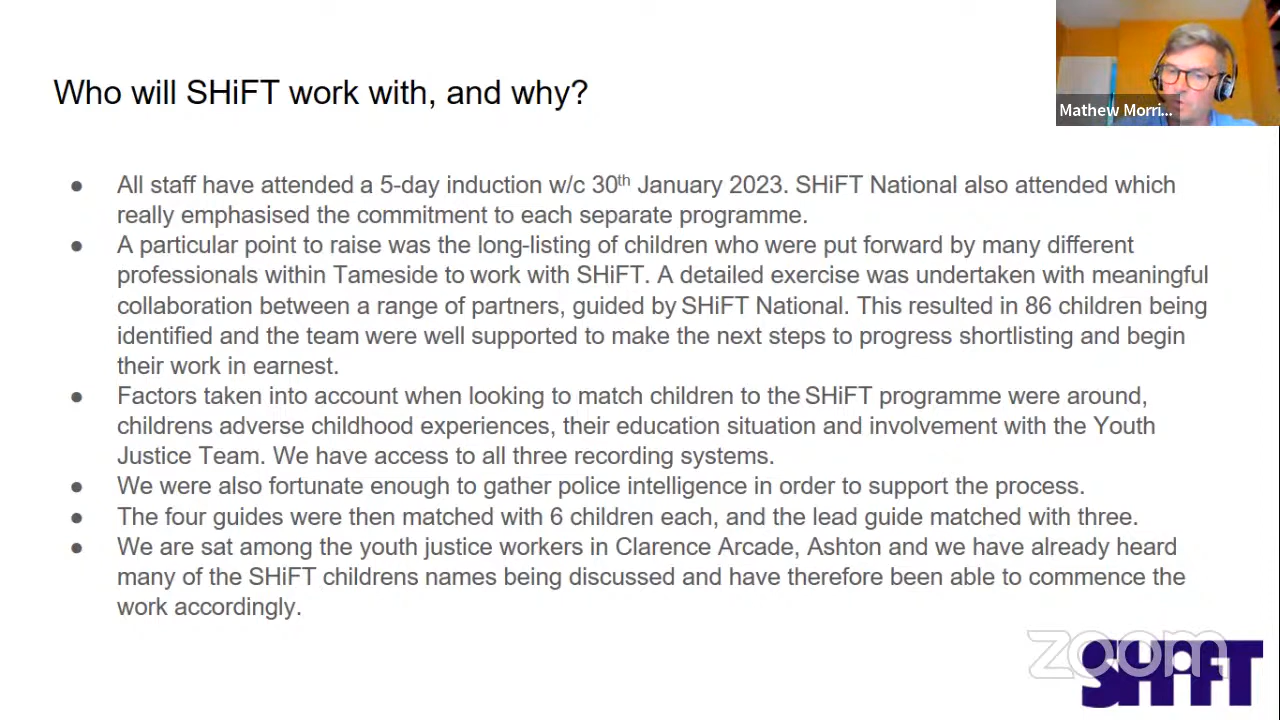 Who will SHiFT work with, and why?
Mathew Morri...
● All staff have attended a 5-day induction w/c 30th January 2023. SHiFT National also attended which
really emphasised the commitment to each separate programme.
● A particular point to raise was the long-listing of children who were put forward by many different
professionals within Tameside to work with SHiFT. A detailed exercise was undertaken with meaningful
collaboration between a range of partners, guided by SHiFT National. This resulted in 86 children being
identified and the team were well supported to make the next steps to progress shortlisting and begin
their work in earnest.
● Factors taken into account when looking to match children to the SHiFT programme were around,
childrens adverse childhood experiences, their education situation and involvement with the Youth
Justice Team. We have access to all three recording systems.
● We were also fortunate enough to gather police intelligence in order to support the process.
● The four guides were then matched with 6 children each, and the lead guide matched with three.
● We are sat among the youth justice workers in Clarence Arcade, Ashton and we have already heard
many of the SHiFT childrens names being discussed and have therefore been able to commence the
work accordingly.
zoom
SHiFT